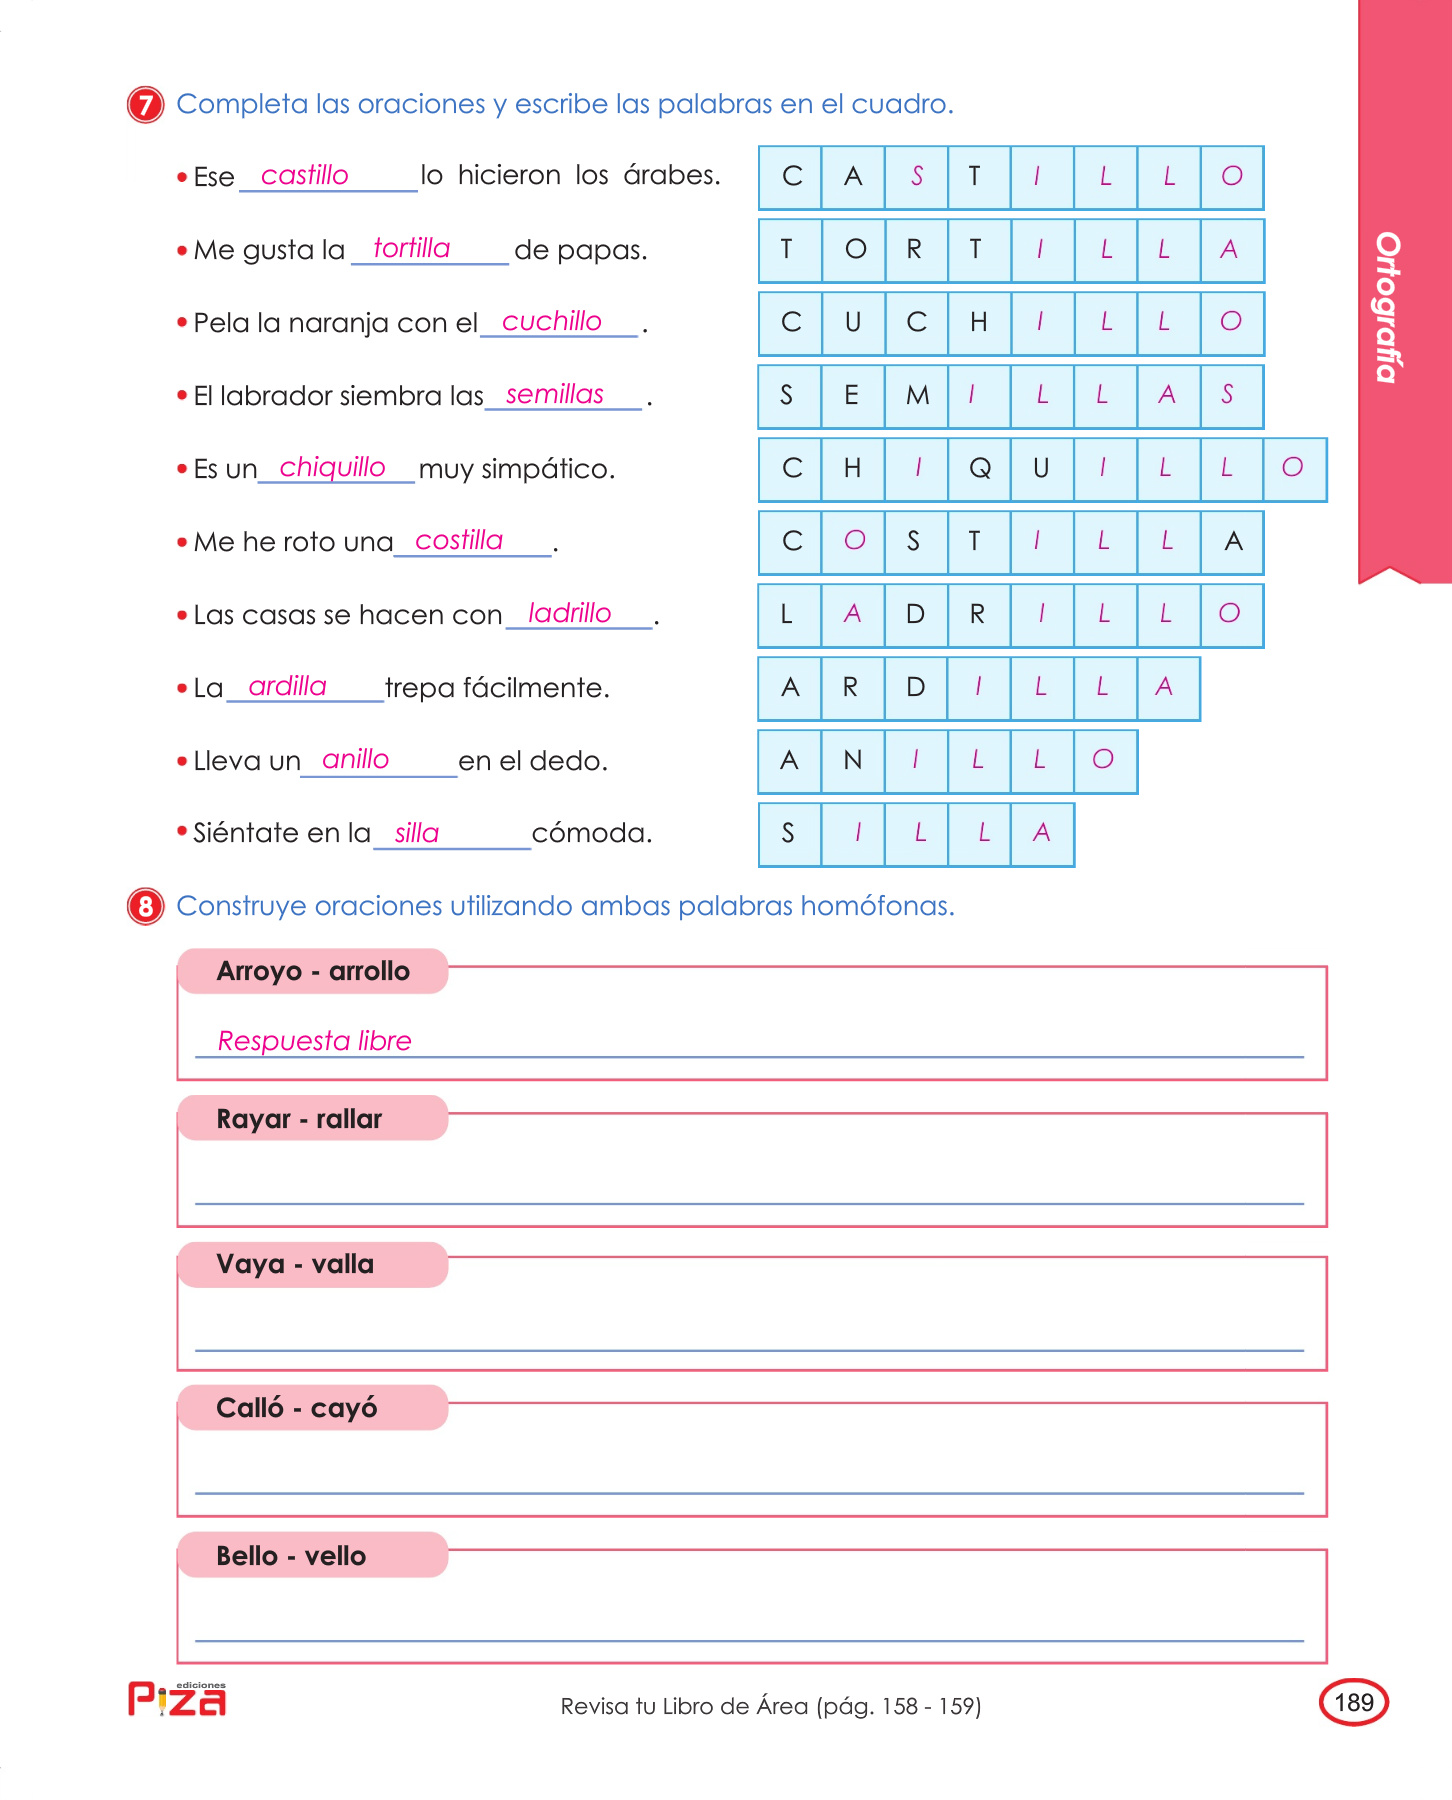 7 Completa las oraciones y escribe las palabras en el cuadro.
• Ese castillo lo hicieron los árabes. C A S T I L L O
• Me gusta la tortilla de papas. T O R T I L L A
• Pela la naranja con el cuchillo . C U C H I L L O
• El labrador siembra las semillas . S E M I L L A S
• Es un chiquillo muy simpático. C H I Q U I L L O
• Me he roto una costilla . C O S T I L L A
• Las casas se hacen con ladrillo . L A D R I L L O
• La ardilla trepa fácilmente. A R D I L L A
• Lleva un anillo en el dedo. A N I L L O
• Siéntate en la silla cómoda. S I L L A
Ortografía
8 Construye oraciones utilizando ambas palabras homófonas.
Arroyo - arrollo
Respuesta libre
Rayar - rallar
Vaya - valla
Calló - cayó
Bello - vello
ediciones
Piza
Revisa tu Libro de Área (pág. 158 - 159)
189